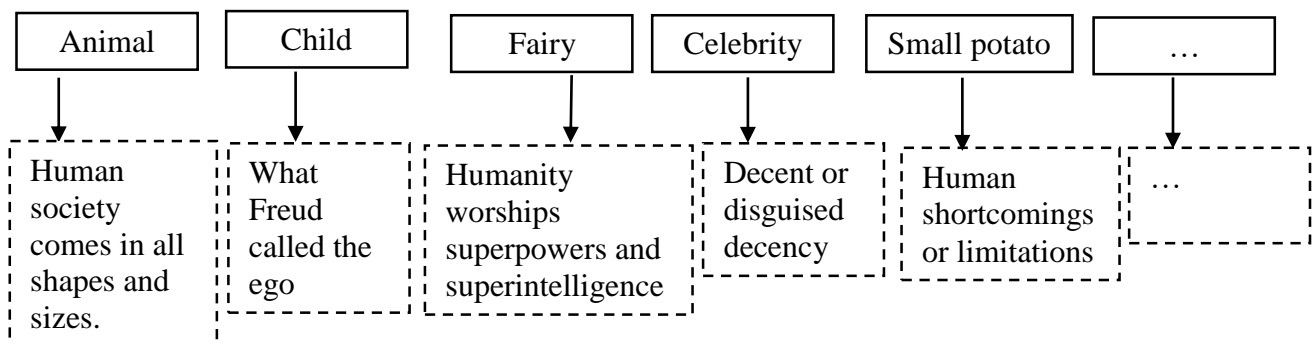 Animal
Child
Fairy
Celebrity
Small potato
…
Human
society
comes in all
shapes and
sizes.
What
Freud
called the
ego
Humanity
worships
superpowers and
superintelligence
Decent or
disguised
decency
Human
shortcomings
or limitations
…